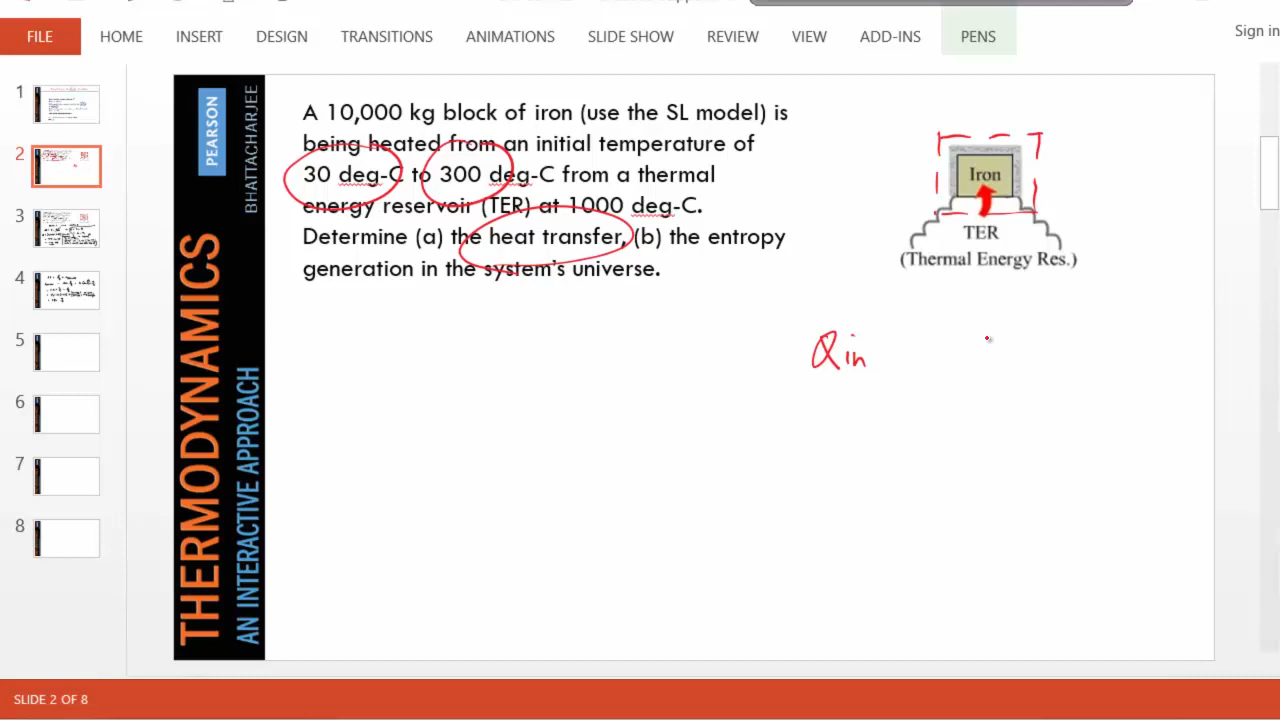 FILE HOME INSERT DESIGN TRANSITIONS ANIMATIONS SLIDE SHOW REVIEW VIEW ADD-INS PENS
Sign in
1
2
3
4
5
6
7
8
PEARSON
BHATTACHARJEE
THERMODYNAMICS
AN INTERACTIVE APPROACH
A 10,000 kg block of iron (use the SL model) is
being heated from an initial temperature of
30 deg-C to 300 deg-C from a thermal
energy reservoir (TER) at 1000 deg-C.
Determine (a) the heat transfer, (b) the entropy
generation in the system's universe.
Iron
TER
(Thermal Energy Res.)
Qin
SLIDE 2 OF 8